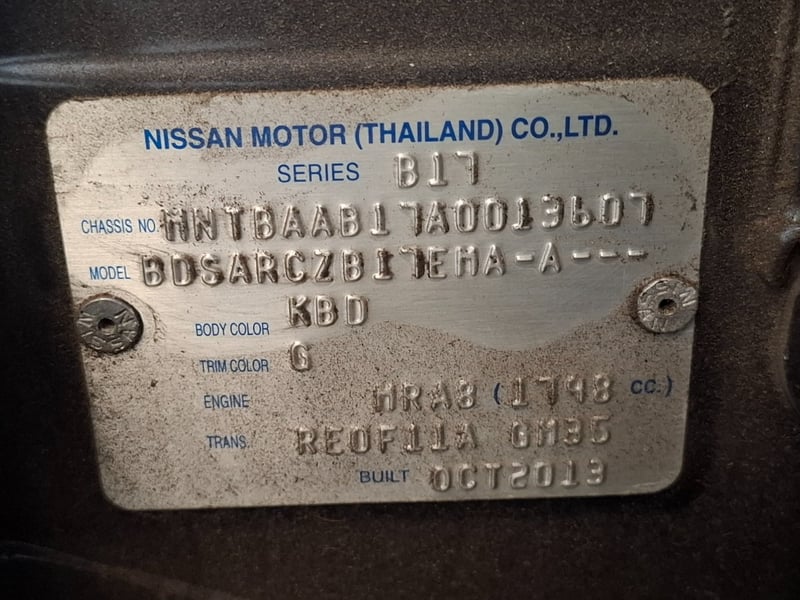 NISSAN MOTOR (THAILAND) CO.,LTD.
SERIES B17
CHASSIS NO. MNTBAAB17A0013607
MODEL BDSARCZB17EMA-A---
BODY COLOR KBD
TRIM COLOR G
ENGINE MRA8 (1798 CC.)
TRANS. RE0F11A GM35
BUILT OCT2013